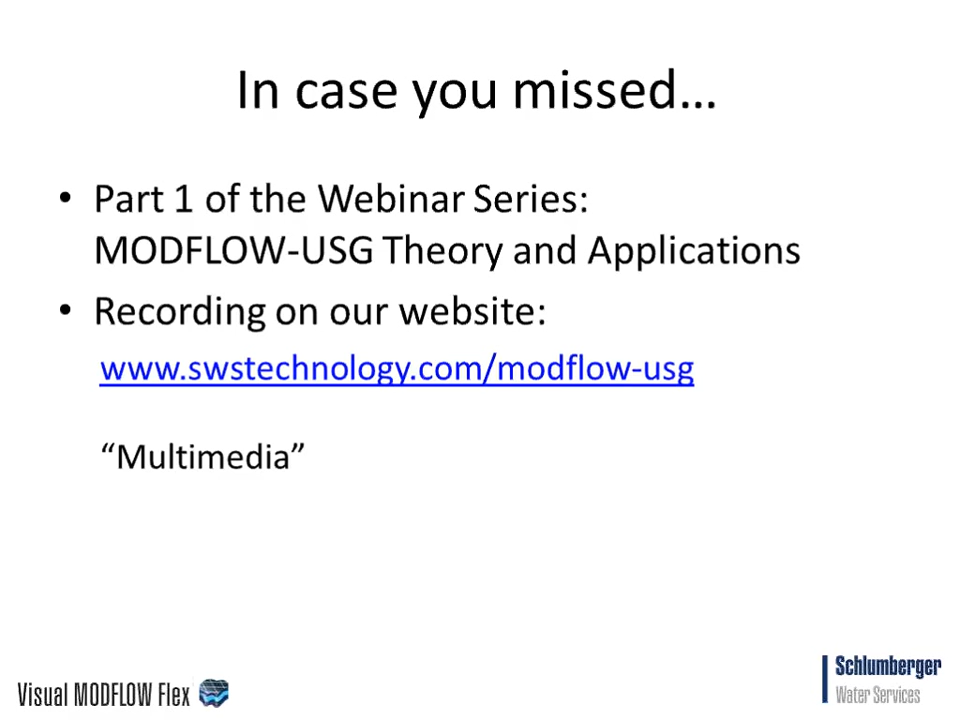 In case you missed…
• Part 1 of the Webinar Series:
MODFLOW-USG Theory and Applications
• Recording on our website:
www.swstechnology.com/modflow-usg
“Multimedia”
Visual MODFLOW Flex
Schlumberger
Water Services